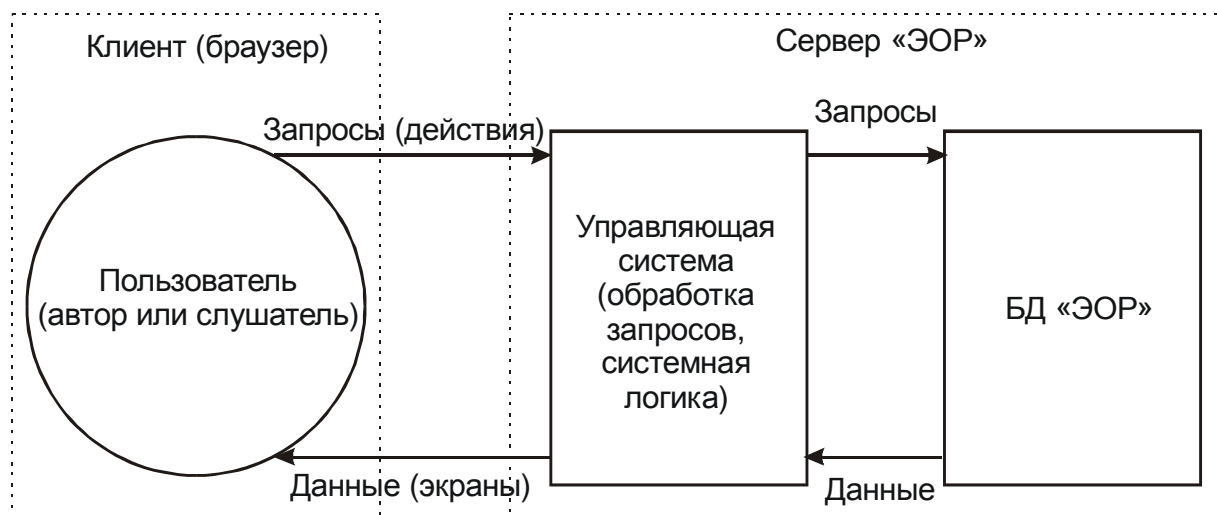 Клиент (браузер)
Сервер «ЭОР»
Запросы (действия)
Запросы
Пользователь
(автор или слушатель)
Управляющая
система
(обработка
запросов,
системная
логика)
БД «ЭОР»
Данные (экраны)
Данные